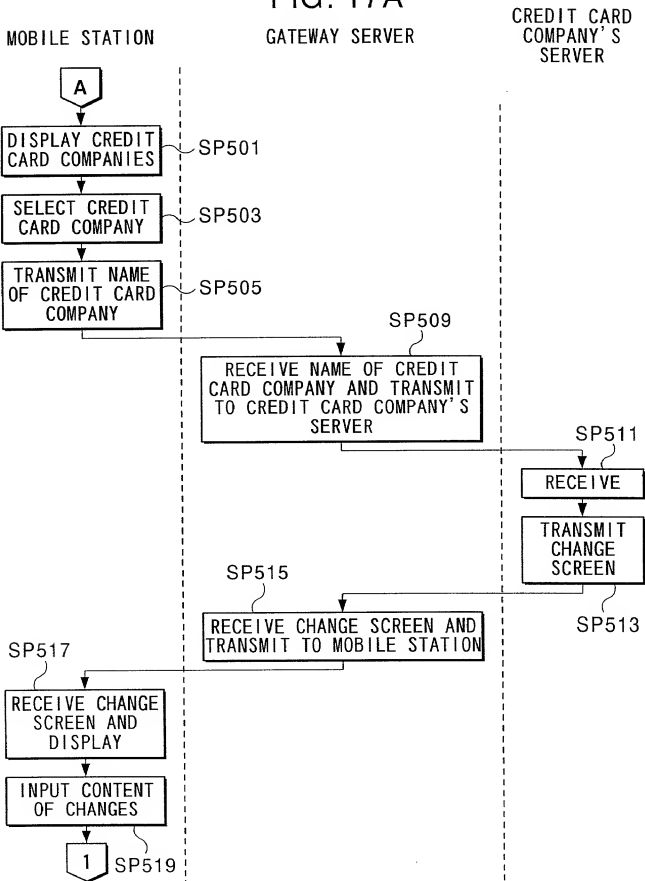 FIG. 17A
MOBILE STATION
GATEWAY SERVER
CREDIT CARD
COMPANY'S
SERVER
A
DISPLAY CREDIT
CARD COMPANIES
SP501
SELECT CREDIT
CARD COMPANY
SP503
TRANSMIT NAME
OF CREDIT CARD
COMPANY
SP505
SP509
RECEIVE NAME OF CREDIT
CARD COMPANY AND TRANSMIT
TO CREDIT CARD COMPANY'S
SERVER
SP511
RECEIVE
TRANSMIT
CHANGE
SCREEN
SP513
SP515
RECEIVE CHANGE SCREEN AND
TRANSMIT TO MOBILE STATION
SP517
RECEIVE CHANGE
SCREEN AND
DISPLAY
INPUT CONTENT
OF CHANGES
SP519
1